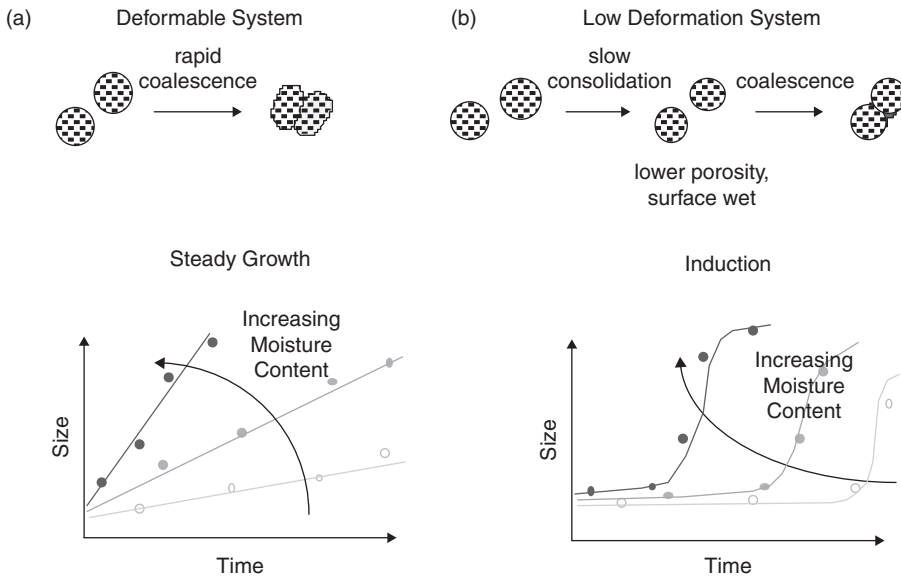 (a)
Deformable System
rapid
coalescence
Steady Growth
Increasing
Moisture
Content
Size
Time
(b)
Low Deformation System
slow
consolidation
coalescence
lower porosity,
surface wet
Induction
Increasing
Moisture
Content
Size
Time